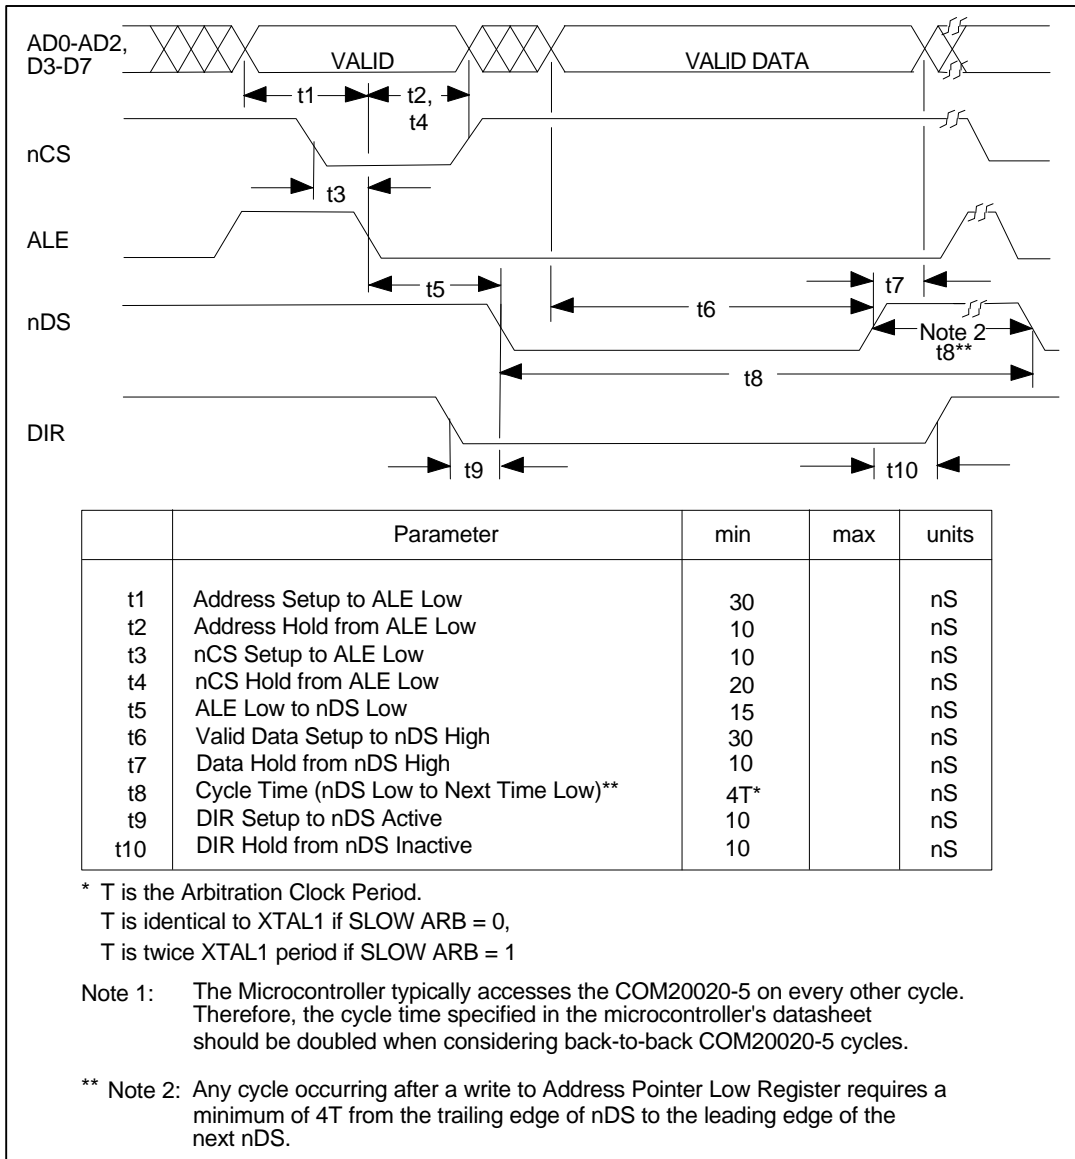 AD0-AD2,
D3-D7
VALID
VALID DATA
t1
t2,
t4
nCS
t3
ALE
t5
t7
nDS
t6
Note 2
t8**
t8
DIR
t9
t10
Parameter min max units
t1 Address Setup to ALE Low 30 nS
t2 Address Hold from ALE Low 10 nS
t3 nCS Setup to ALE Low 10 nS
t4 nCS Hold from ALE Low 20 nS
t5 ALE Low to nDS Low 15 nS
t6 Valid Data Setup to nDS High 30 nS
t7 Data Hold from nDS High 10 nS
t8 Cycle Time (nDS Low to Next Time Low)** 4T* nS
t9 DIR Setup to nDS Active 10 nS
t10 DIR Hold from nDS Inactive 10 nS
* T is the Arbitration Clock Period.
T is identical to XTAL1 if SLOW ARB = 0,
T is twice XTAL1 period if SLOW ARB = 1
Note 1: The Microcontroller typically accesses the COM20020-5 on every other cycle.
Therefore, the cycle time specified in the microcontroller's datasheet
should be doubled when considering back-to-back COM20020-5 cycles.
** Note 2: Any cycle occurring after a write to Address Pointer Low Register requires a
minimum of 4T from the trailing edge of nDS to the leading edge of the
next nDS.